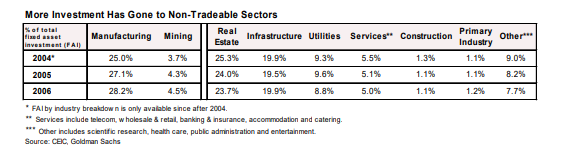 More Investment Has Gone to Non-Tradeable Sectors
% of total fixed asset investment (FAI) Manufacturing Mining Real Estate Infrastructure Utilities Services** Construction Primary Industry Other***
2004* 25.0% 3.7% 25.3% 19.9% 9.3% 5.5% 1.3% 1.1% 9.0%
2005 27.1% 4.3% 24.0% 19.5% 9.6% 5.1% 1.1% 1.1% 8.2%
2006 28.2% 4.5% 23.7% 19.9% 8.8% 5.0% 1.1% 1.2% 7.7%
* FAI by industry breakdown is only available since after 2004.
** Services include telecom, wholesale & retail, banking & insurance, accommodation and catering.
*** Other includes scientific research, health care, public administration and entertainment.
Source: CEIC, Goldman Sachs